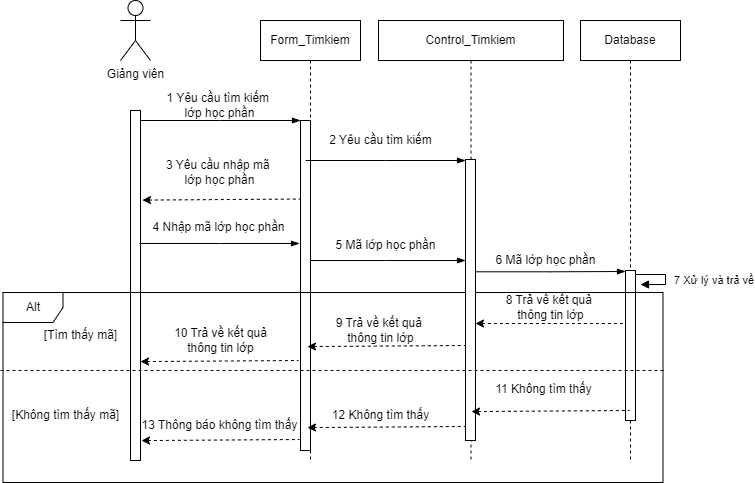 Form_Timkiem
Control_Timkiem
Database
Giảng viên
1 Yêu cầu tìm kiếm
lớp học phần
2 Yêu cầu tìm kiếm
3 Yêu cầu nhập mã
lớp học phần
4 Nhập mã lớp học phần
5 Mã lớp học phần
6 Mã lớp học phần
7 Xử lý và trả về
Alt
[Tìm thấy mã]
8 Trả về kết quả
thông tin lớp
9 Trả về kết quả
thông tin lớp
10 Trả về kết quả
thông tin lớp
[Không tìm thấy mã]
11 Không tìm thấy
12 Không tìm thấy
13 Thông báo không tìm thấy